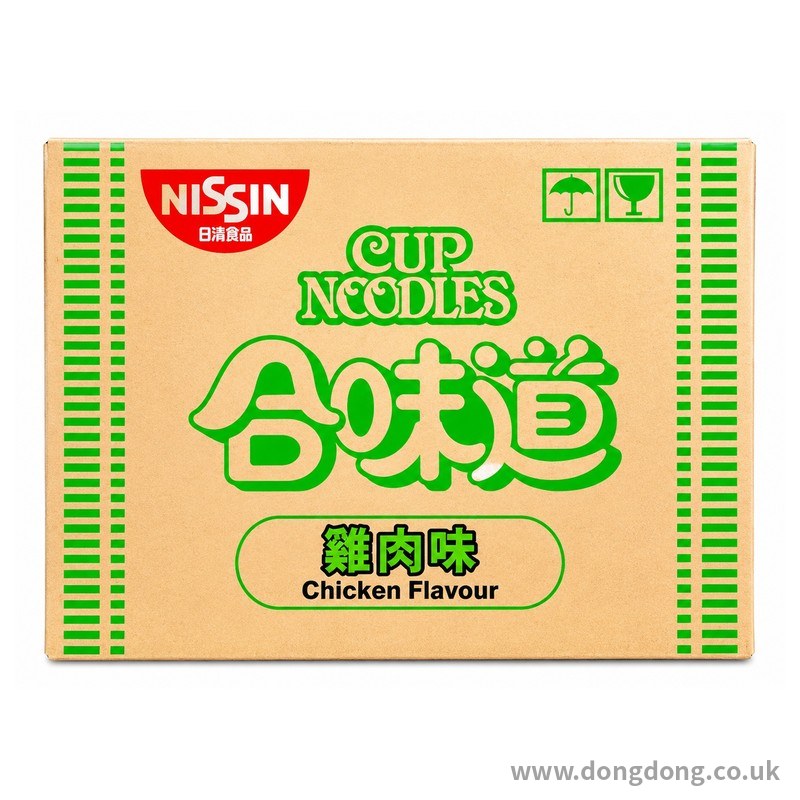 NISSIN
日清食品
CUP
NOODLES
合味道
雞肉味
Chicken Flavour
www.dongdong.co.uk